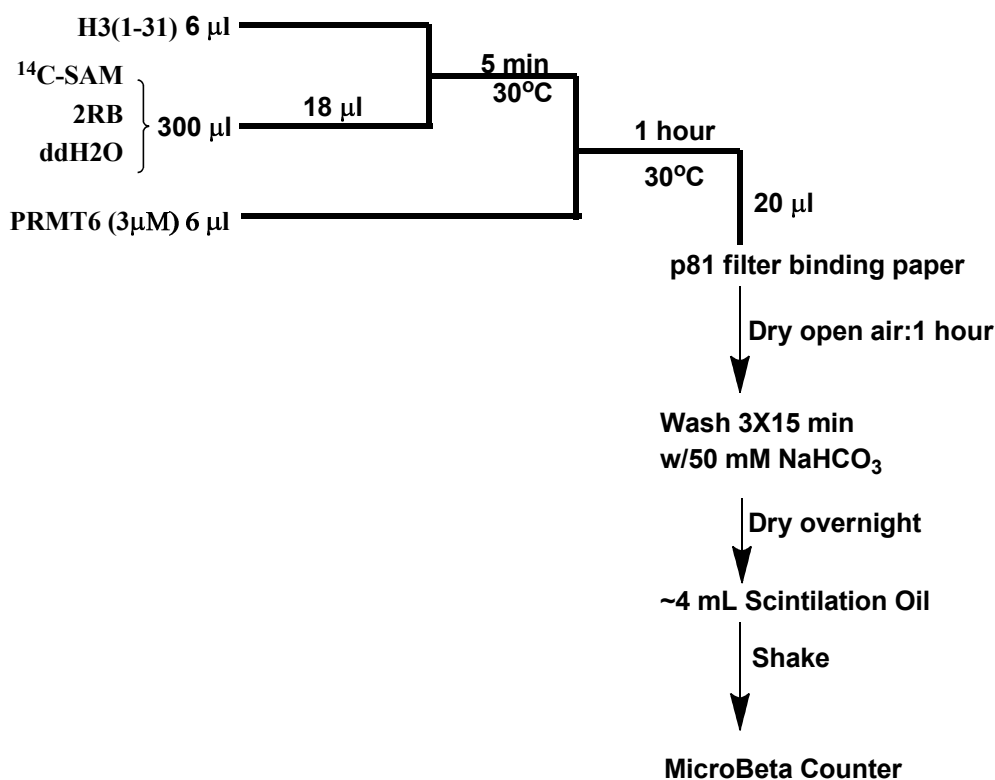 H3(1-31) 6 μl
¹⁴C-SAM
2RB
ddH2O
300 μl
18 μl
5 min
30°C
PRMT6 (3μM) 6 μl
1 hour
30°C
20 μl
p81 filter binding paper
Dry open air:1 hour
Wash 3X15 min
w/50 mM NaHCO₃
Dry overnight
~4 mL Scintilation Oil
Shake
MicroBeta Counter